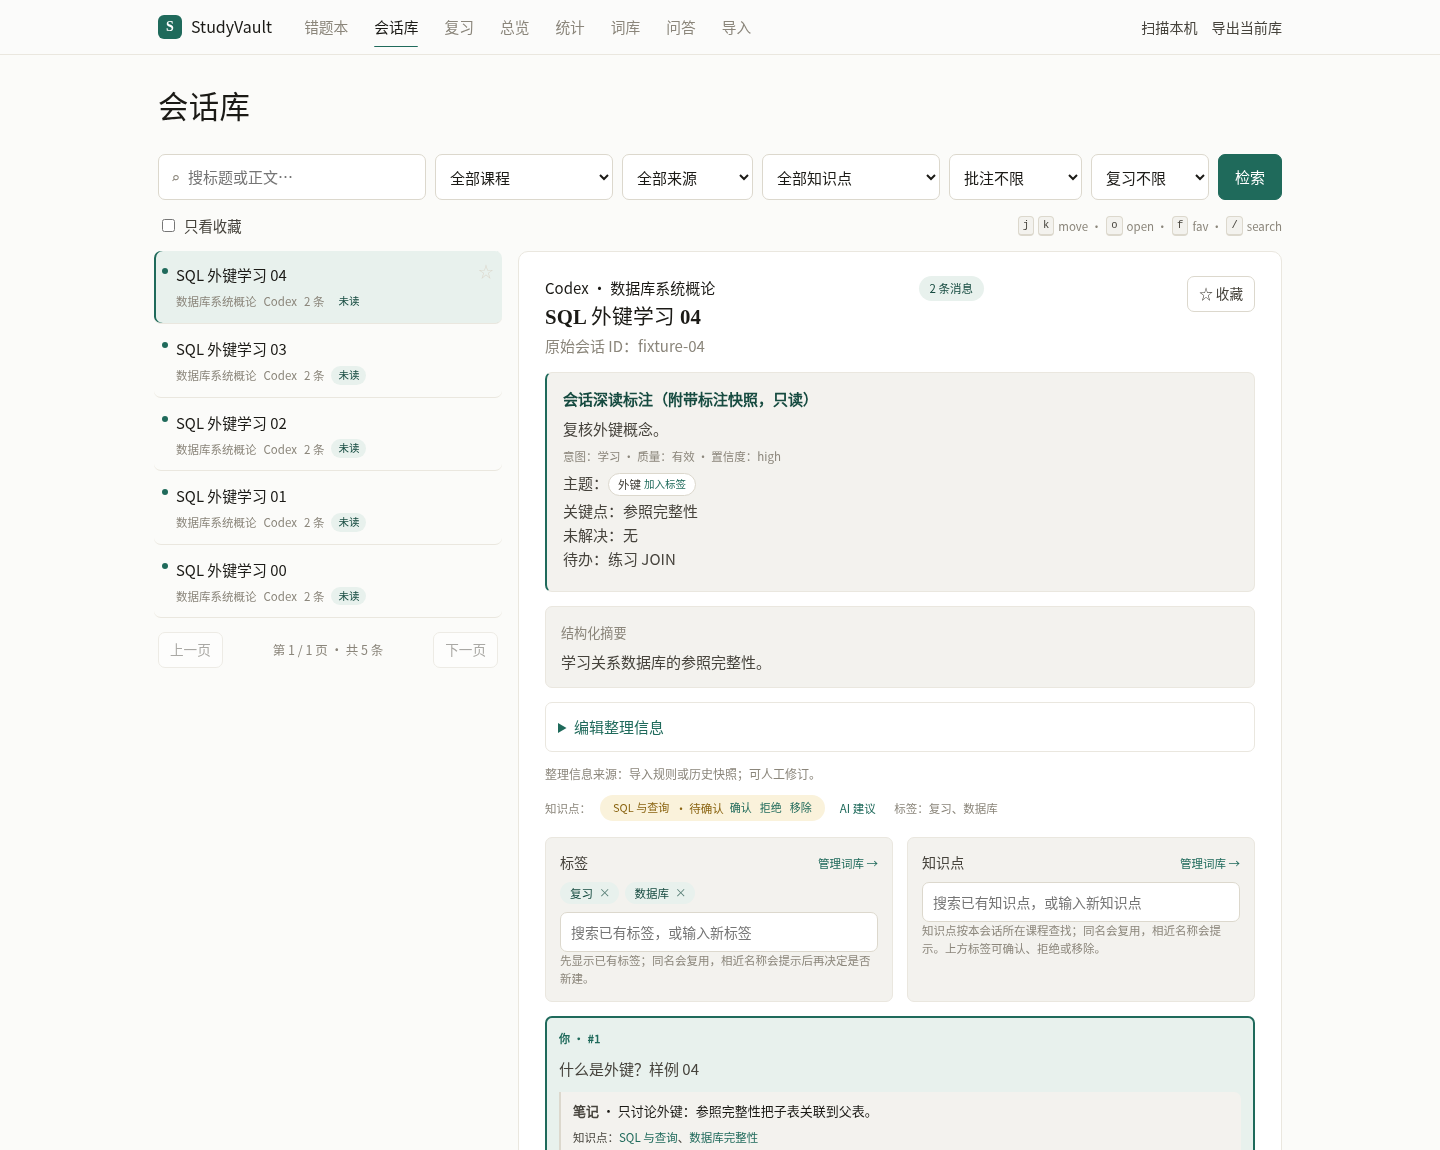 S StudyVault 错题本 会话库 复习 总览 统计 词库 问答 导入 扫描本机 导出当前库
会话库
⌕ 搜标题或正文… 全部课程 全部来源 全部知识点 批注不限 复习不限 检索
只看收藏 j k move · o open · f fav · / search
SQL 外键学习 04 ☆
数据库系统概论 Codex 2 条 未读
SQL 外键学习 03
数据库系统概论 Codex 2 条 未读
SQL 外键学习 02
数据库系统概论 Codex 2 条 未读
SQL 外键学习 01
数据库系统概论 Codex 2 条 未读
SQL 外键学习 00
数据库系统概论 Codex 2 条 未读
上一页 第 1 / 1 页 · 共 5 条 下一页
Codex · 数据库系统概论 2 条消息 ☆ 收藏
SQL 外键学习 04
原始会话 ID：fixture-04
会话深读标注（附带标注快照，只读）
复核外键概念。
意图：学习 · 质量：有效 · 置信度：high
主题：外键 加入标签
关键点：参照完整性
未解决：无
待办：练习 JOIN
结构化摘要
学习关系数据库的参照完整性。
▶ 编辑整理信息
整理信息来源：导入规则或历史快照；可人工修订。
知识点： SQL 与查询 · 待确认 确认 拒绝 移除 AI 建议 标签：复习、数据库
标签 管理词库 →
复习 × 数据库 ×
搜索已有标签，或输入新标签
先显示已有标签；同名会复用，相近名称会提示后再决定是否
新建。
知识点 管理词库 →
搜索已有知识点，或输入新知识点
知识点按本会话所在课程查找；同名会复用，相近名称会提
示。上方标签可确认、拒绝或移除。
你 · #1
什么是外键？样例 04
笔记 · 只讨论外键：参照完整性把子表关联到父表。
知识点：SQL 与查询、数据库完整性